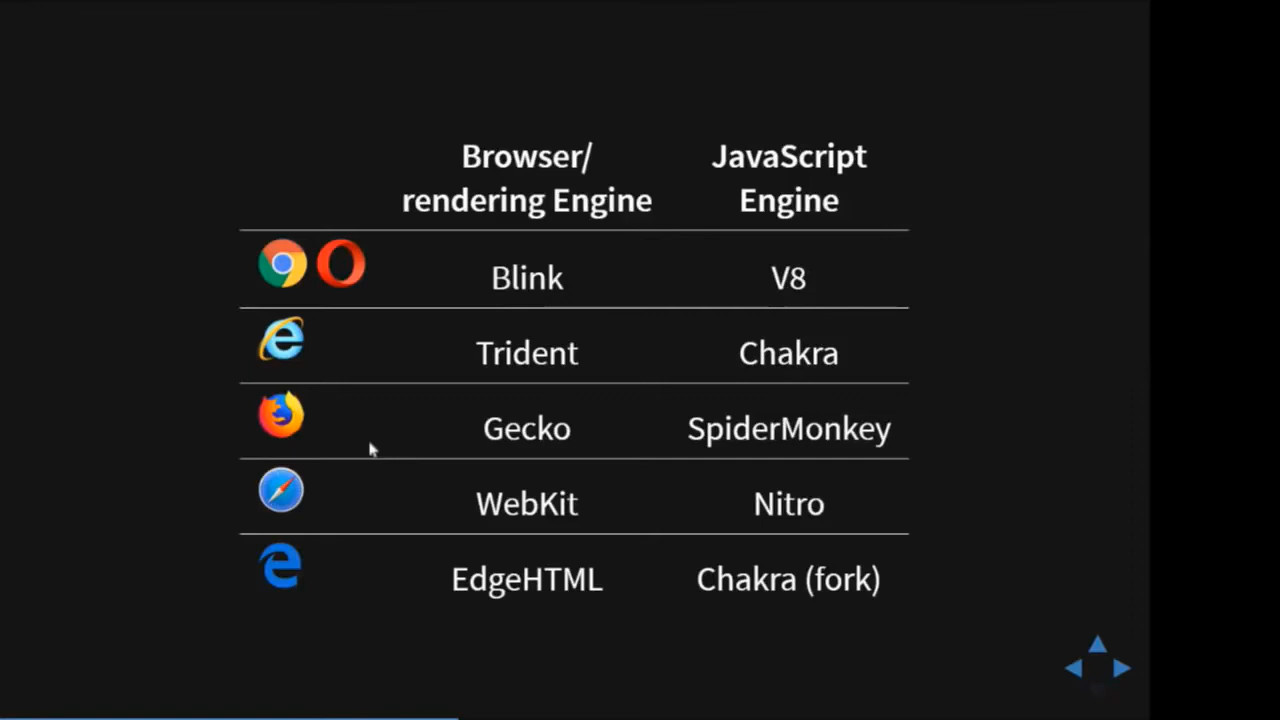 Browser/
rendering Engine
JavaScript
Engine
Blink
V8
Trident
Chakra
Gecko
SpiderMonkey
WebKit
Nitro
EdgeHTML
Chakra (fork)